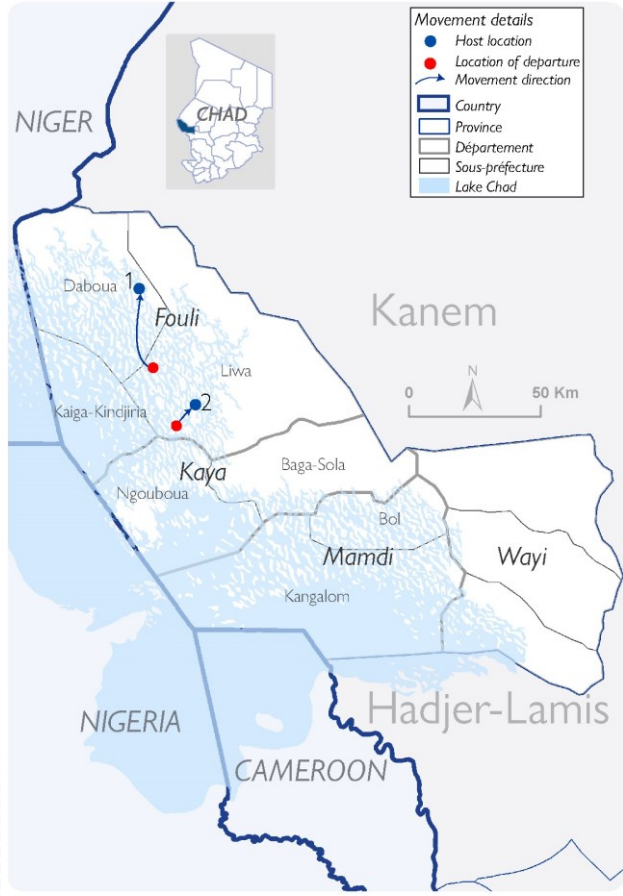 Movement details
Host location
Location of departure
Movement direction
Country
Province
Département
Sous-préfecture
Lake Chad
CHAD
NIGER
Daboua
1
Fouli
Kanem
Liwa
N
0 50 Km
Kaiga-Kindjiria
2
Kaya
Baga-Sola
Ngouboua
Bol
Mamdi
Wayi
Kangalom
Hadjer-Lamis
NIGERIA
CAMEROON